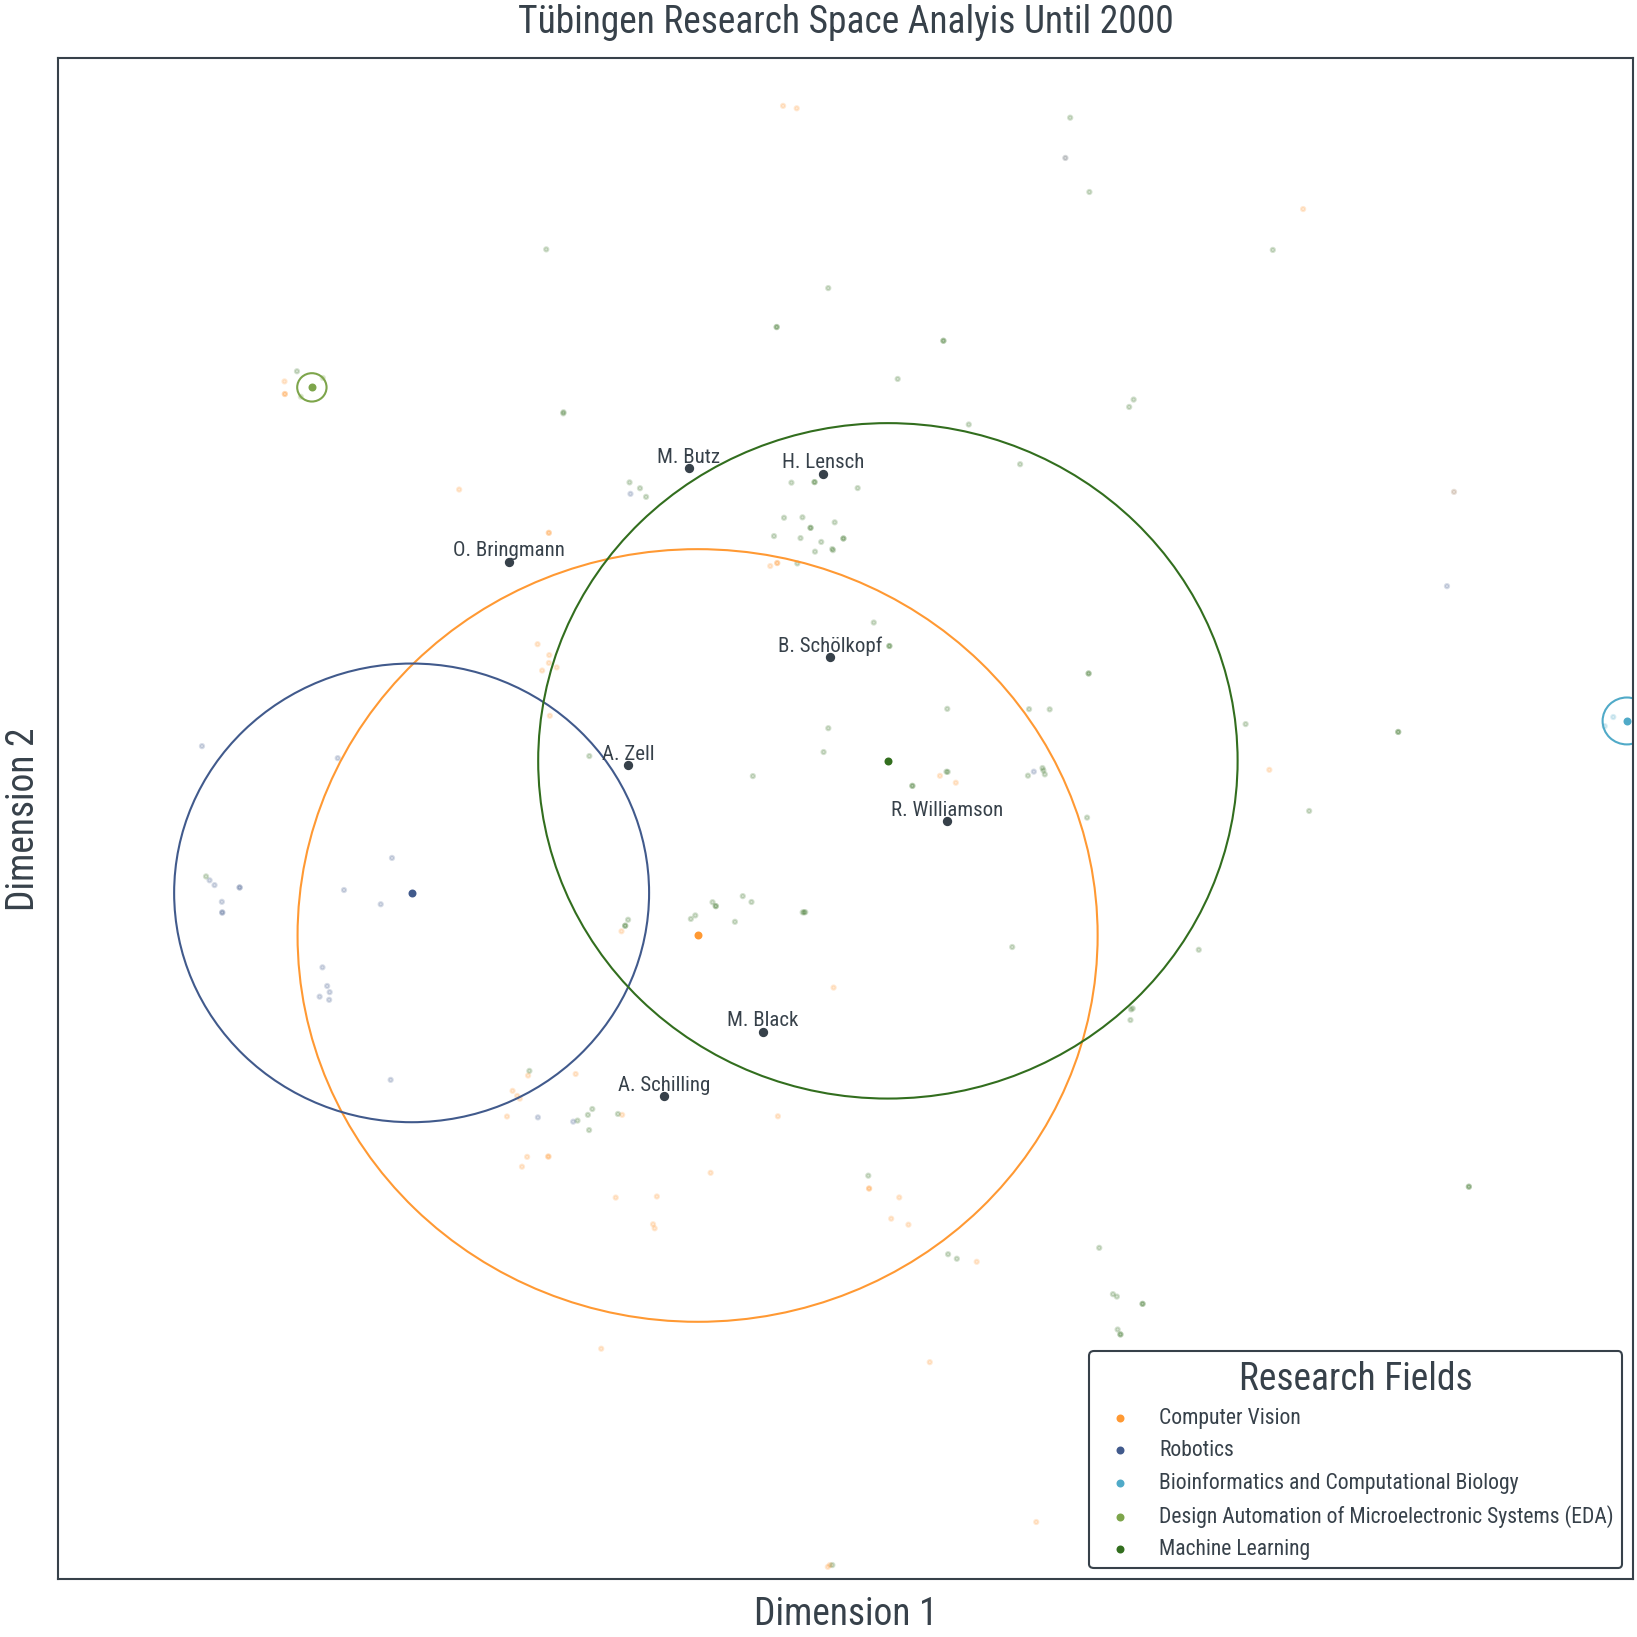 Tübingen Research Space Analyis Until 2000
M. Butz
H. Lensch
O. Bringmann
B. Schölkopf
A. Zell
R. Williamson
M. Black
A. Schilling
Dimension 2
Research Fields
Computer Vision
Robotics
Bioinformatics and Computational Biology
Design Automation of Microelectronic Systems (EDA)
Machine Learning
Dimension 1